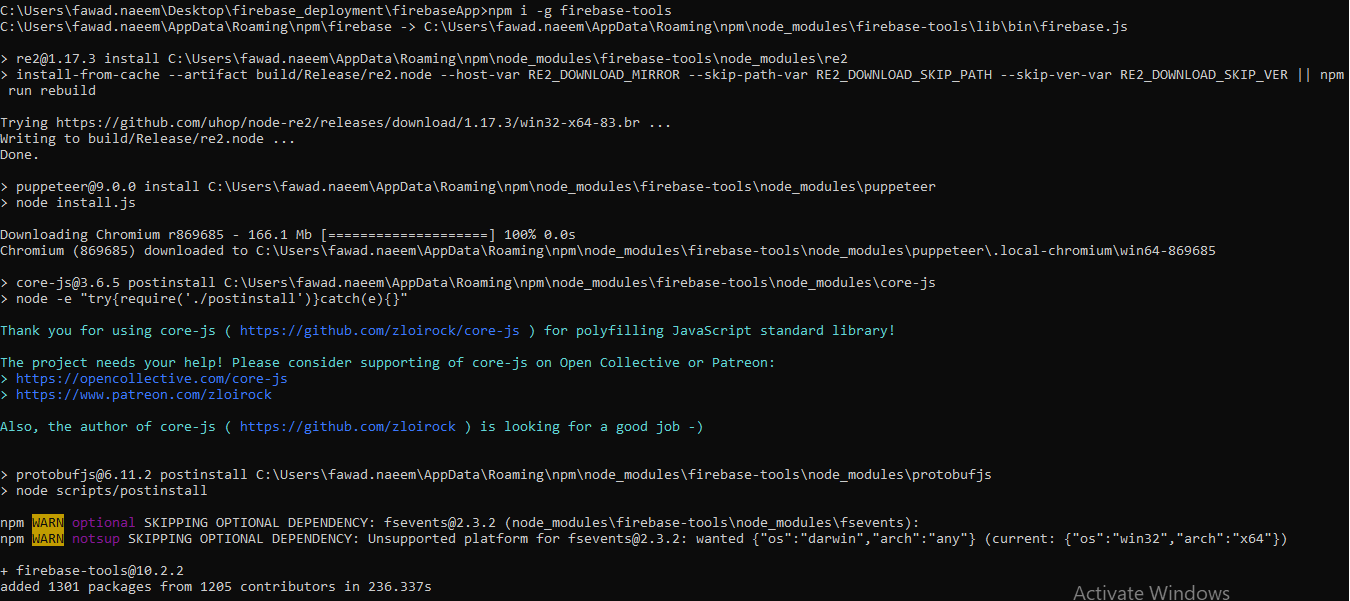 C:\Users\fawad.naeem\Desktop\firebase_deployment\firebaseApp>npm i -g firebase-tools
C:\Users\fawad.naeem\AppData\Roaming\npm\firebase -> C:\Users\fawad.naeem\AppData\Roaming\npm\node_modules\firebase-tools\lib\bin\firebase.js
> re2@1.17.3 install C:\Users\fawad.naeem\AppData\Roaming\npm\node_modules\firebase-tools\node_modules\re2
> install-from-cache --artifact build/Release/re2.node --host-var RE2_DOWNLOAD_MIRROR --skip-path-var RE2_DOWNLOAD_SKIP_PATH --skip-ver-var RE2_DOWNLOAD_SKIP_VER || npm
run rebuild
Trying https://github.com/uhop/node-re2/releases/download/1.17.3/win32-x64-83.br ...
Writing to build/Release/re2.node ...
Done.
> puppeteer@9.0.0 install C:\Users\fawad.naeem\AppData\Roaming\npm\node_modules\firebase-tools\node_modules\puppeteer
> node install.js
Downloading Chromium r869685 - 166.1 Mb [====================] 100% 0.0s
Chromium (869685) downloaded to C:\Users\fawad.naeem\AppData\Roaming\npm\node_modules\firebase-tools\node_modules\puppeteer\.local-chromium\win64-869685
> core-js@3.6.5 postinstall C:\Users\fawad.naeem\AppData\Roaming\npm\node_modules\firebase-tools\node_modules\core-js
> node -e "try{require('./postinstall')}catch(e){}"
Thank you for using core-js ( https://github.com/zloirock/core-js ) for polyfilling JavaScript standard library!
The project needs your help! Please consider supporting of core-js on Open Collective or Patreon:
> https://opencollective.com/core-js
> https://www.patreon.com/zloirock
Also, the author of core-js ( https://github.com/zloirock ) is looking for a good job -)
> protobufjs@6.11.2 postinstall C:\Users\fawad.naeem\AppData\Roaming\npm\node_modules\firebase-tools\node_modules\protobufjs
> node scripts/postinstall
npm WARN optional SKIPPING OPTIONAL DEPENDENCY: fsevents@2.3.2 (node_modules\firebase-tools\node_modules\fsevents):
npm WARN notsup SKIPPING OPTIONAL DEPENDENCY: Unsupported platform for fsevents@2.3.2: wanted {"os":"darwin","arch":"any"} (current: {"os":"win32","arch":"x64"})
+ firebase-tools@10.2.2
added 1301 packages from 1205 contributors in 236.337s
Activate Windows